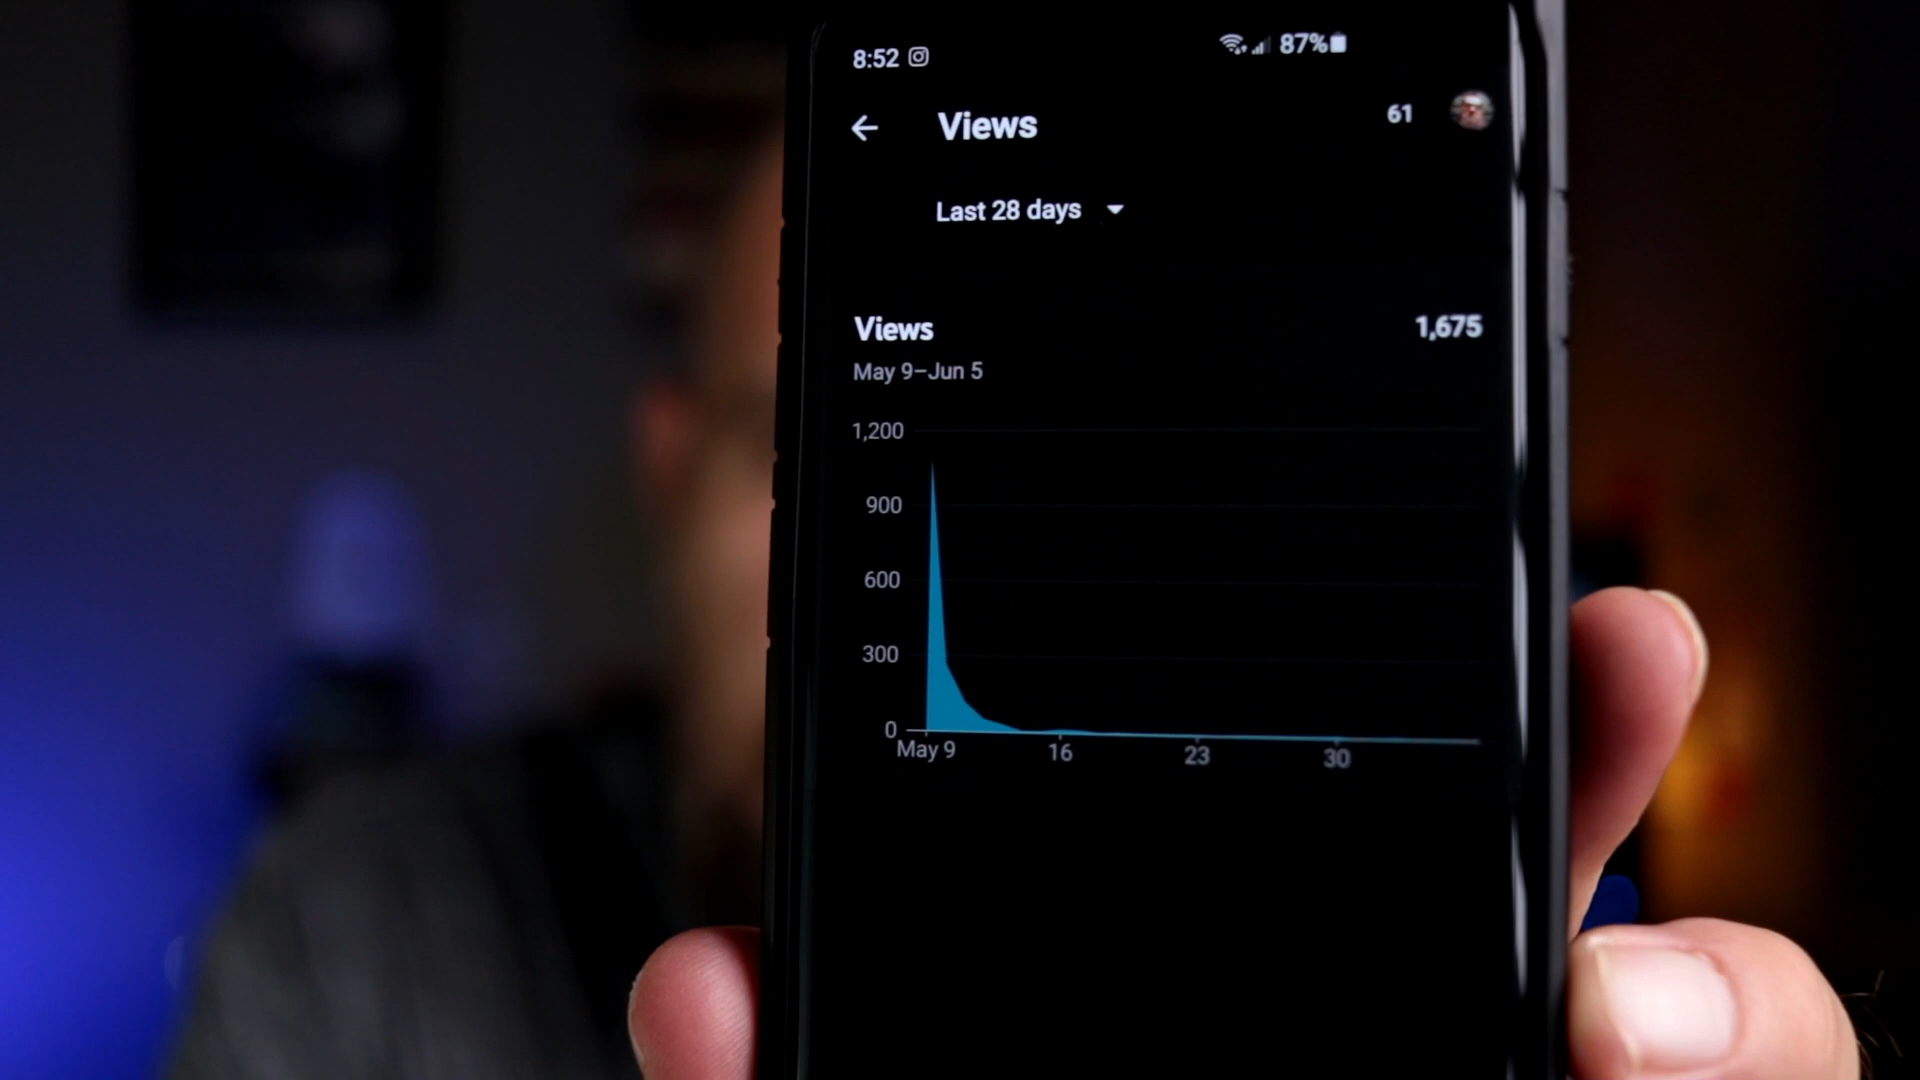 8:52 87%
Views 61
Last 28 days
Views 1,675
May 9–Jun 5
1,200
900
600
300
0
May 9 16 23 30